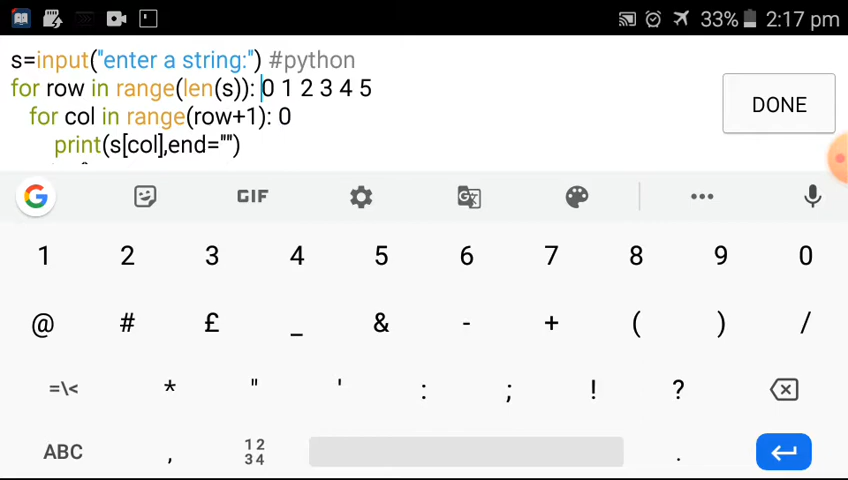 33% 2:17 pm
s=input("enter a string:") #python
for row in range(len(s)): 0 1 2 3 4 5
for col in range(row+1): 0
print(s[col],end="")
DONE
G GIF
1 2 3 4 5 6 7 8 9 0
@ # £ _ & - + ( ) /
=\< * " ' : ; ! ?
ABC , 12 34 .